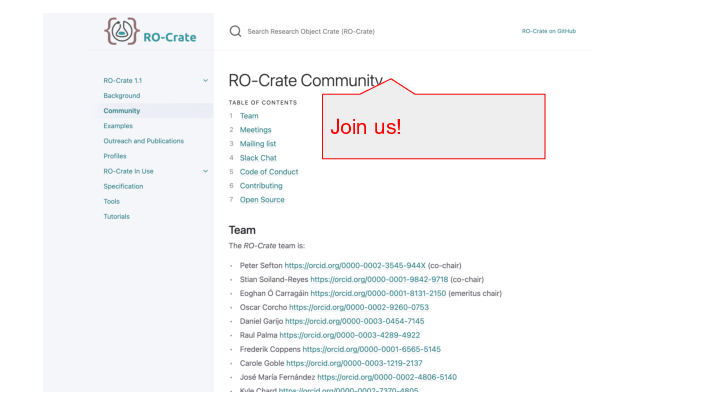 RO-Crate
Search Research Object Crate (RO-Crate)
RO-Crate on GitHub
RO-Crate 1.1
Background
Community
Examples
Outreach and Publications
Profiles
RO-Crate In Use
Specification
Tools
Tutorials
RO-Crate Community
TABLE OF CONTENTS
1 Team
2 Meetings
3 Mailing list
4 Slack Chat
5 Code of Conduct
6 Contributing
7 Open Source
Join us!
Team
The RO-Crate team is:
- Peter Sefton https://orcid.org/0000-0002-3545-944X (co-chair)
- Stian Soiland-Reyes https://orcid.org/0000-0001-9842-9718 (co-chair)
- Eoghan Ó Carragáin https://orcid.org/0000-0001-8131-2150 (emeritus chair)
- Oscar Corcho https://orcid.org/0000-0002-9260-0753
- Daniel Garijo https://orcid.org/0000-0003-0454-7145
- Raul Palma https://orcid.org/0000-0003-4289-4922
- Frederik Coppens https://orcid.org/0000-0001-6565-5145
- Carole Goble https://orcid.org/0000-0003-1219-2137
- José María Fernández https://orcid.org/0000-0002-4806-5140
- Kyle Chard https://orcid.org/0000-0002-7370-4805